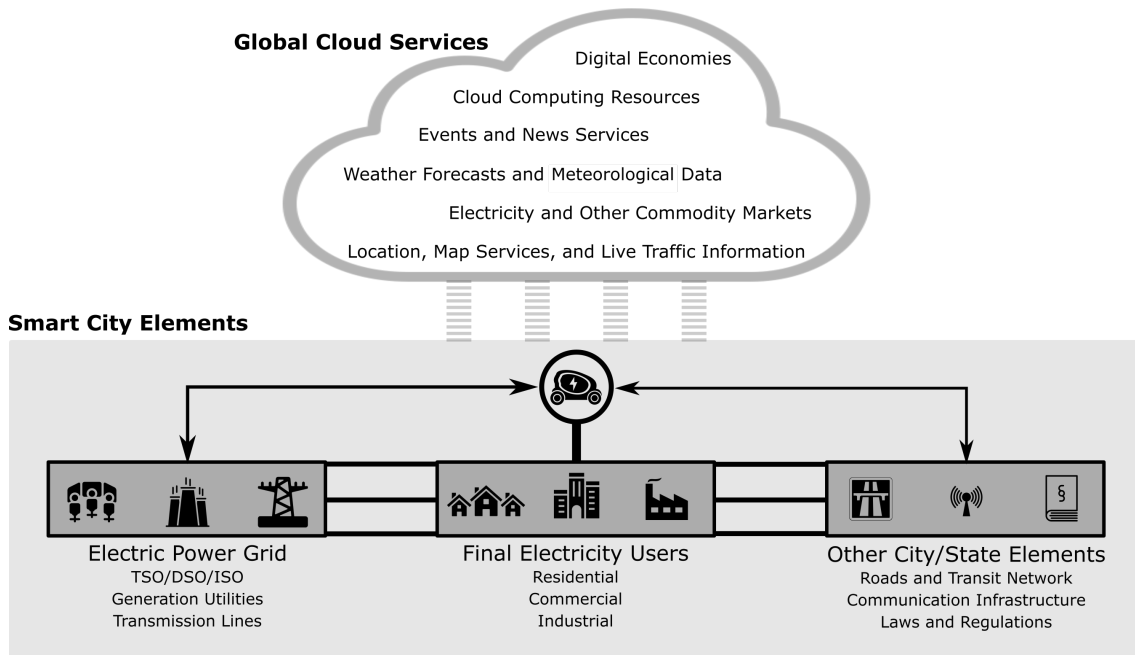 Global Cloud Services
Digital Economies
Cloud Computing Resources
Events and News Services
Weather Forecasts and Meteorological Data
Electricity and Other Commodity Markets
Location, Map Services, and Live Traffic Information
Smart City Elements
§
Electric Power Grid
TSO/DSO/ISO
Generation Utilities
Transmission Lines
Final Electricity Users
Residential
Commercial
Industrial
Other City/State Elements
Roads and Transit Network
Communication Infrastructure
Laws and Regulations